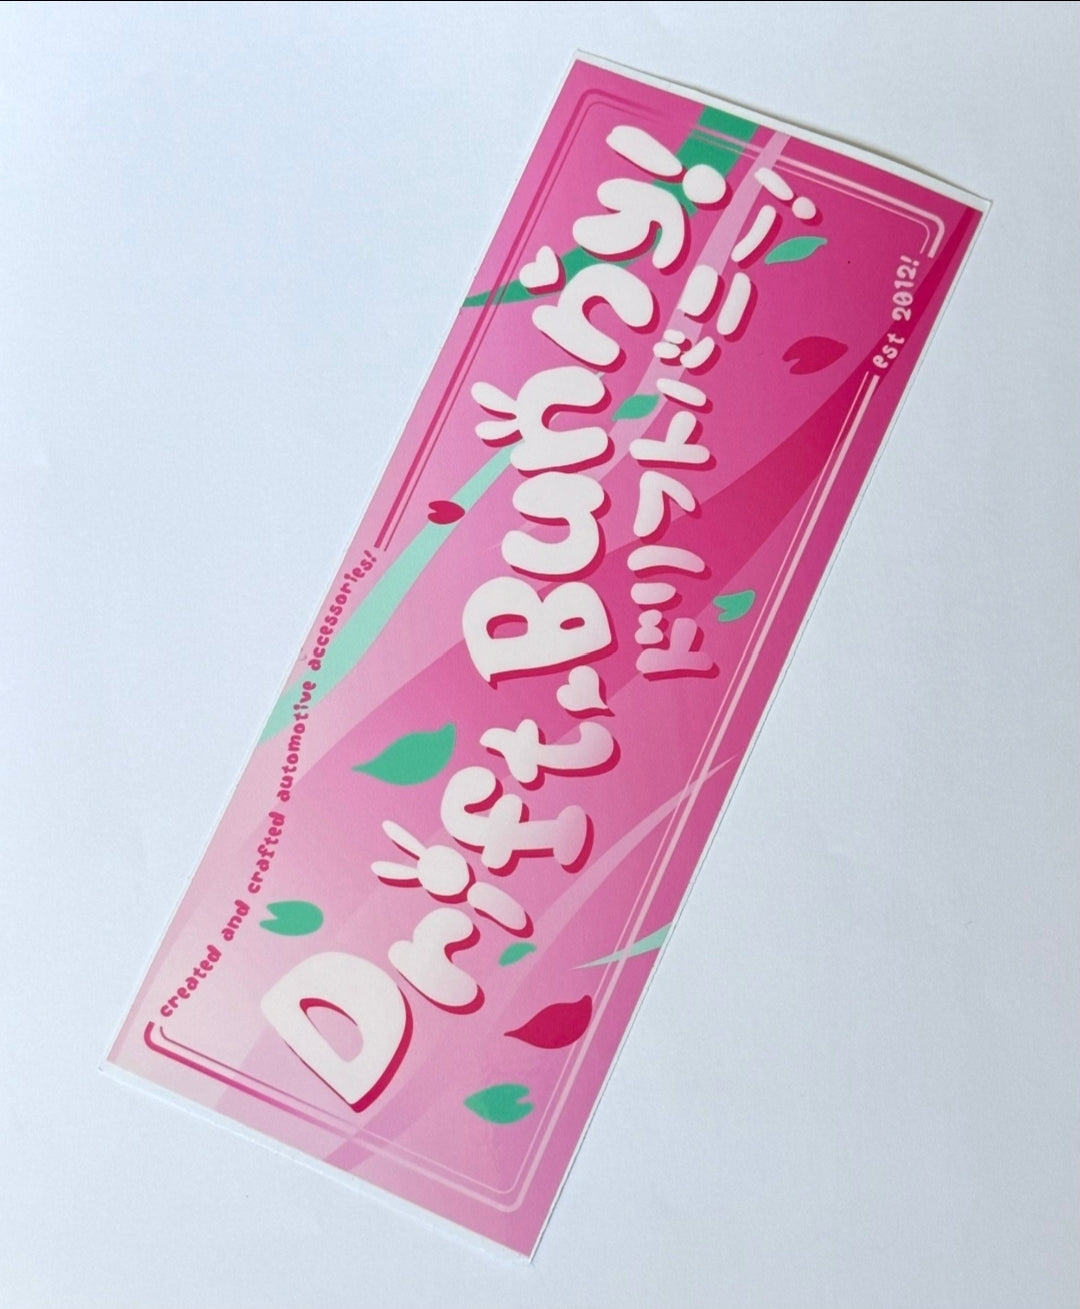 created and crafted automotive accessories!
Drift.Bunny!
ドリフトバニー!
est 2012!